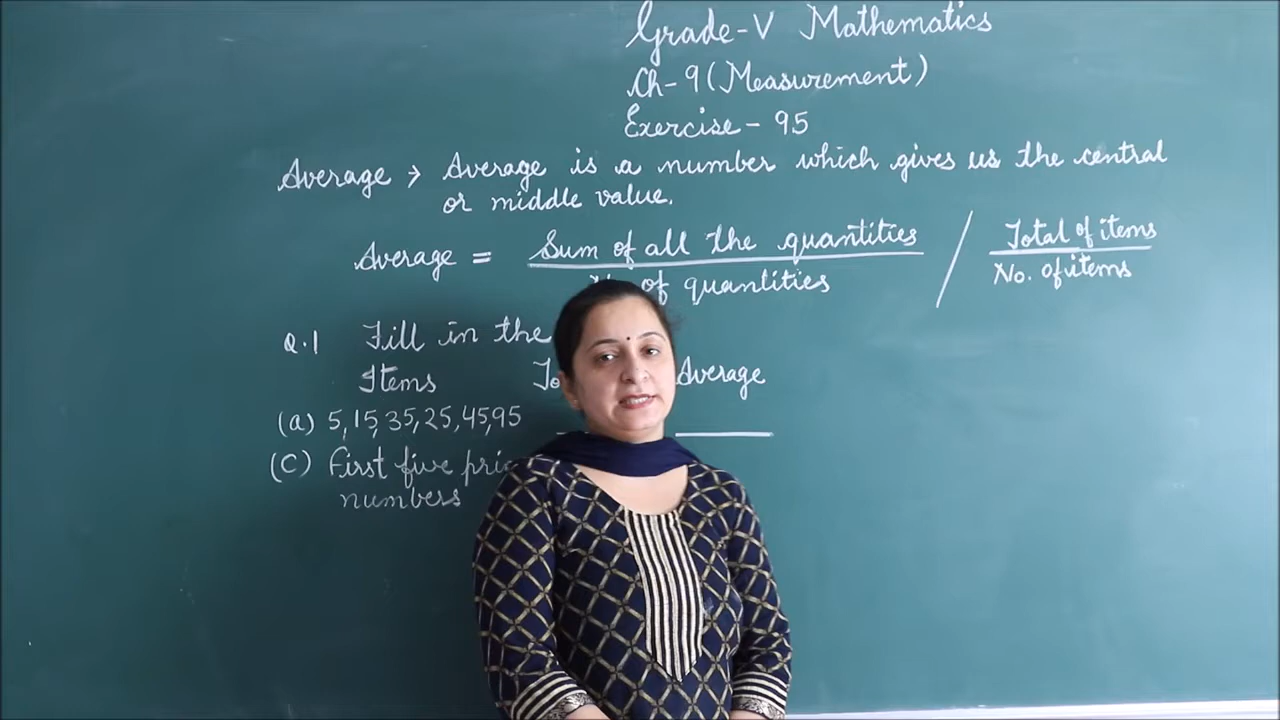 Grade-V Mathematics
Ch-9 (Measurement)
Exercise - 9.5
Average → Average is a number which gives us the central
or middle value.
Average = Sum of all the quantities / Total of items
of quantities No. of items
Q.1 Fill in the
Items Average
(a) 5, 15, 35, 25, 45, 95
(C) First five
numbers